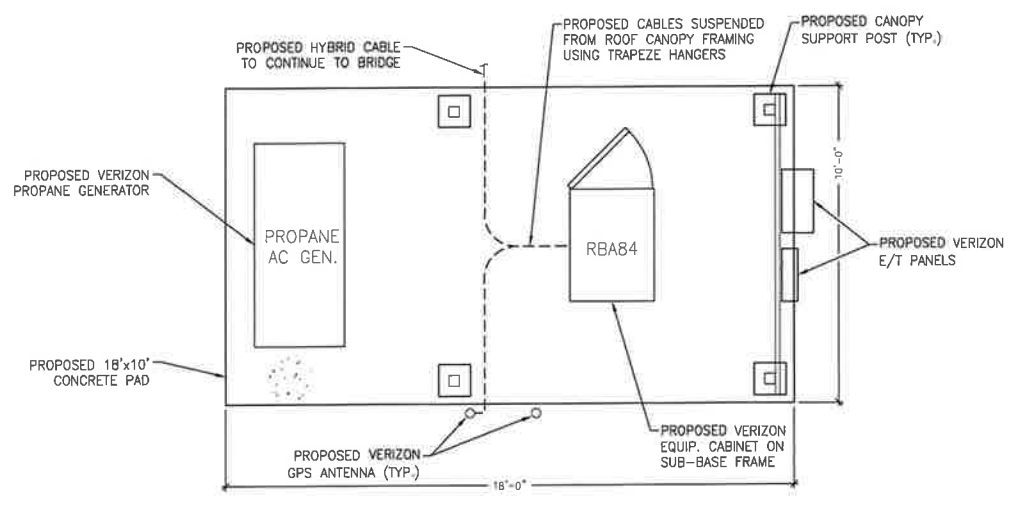 PROPOSED HYBRID CABLE
TO CONTINUE TO BRIDGE
PROPOSED CABLES SUSPENDED
FROM ROOF CANOPY FRAMING
USING TRAPEZE HANGERS
PROPOSED CANOPY
SUPPORT POST (TYP.)
PROPOSED VERIZON
PROPANE GENERATOR
PROPANE
AC GEN.
RBA84
10'-0"
PROPOSED VERIZON
E/T PANELS
PROPOSED 18'x10'
CONCRETE PAD
PROPOSED VERIZON
GPS ANTENNA (TYP.)
PROPOSED VERIZON
EQUIP. CABINET ON
SUB-BASE FRAME
18'-0"